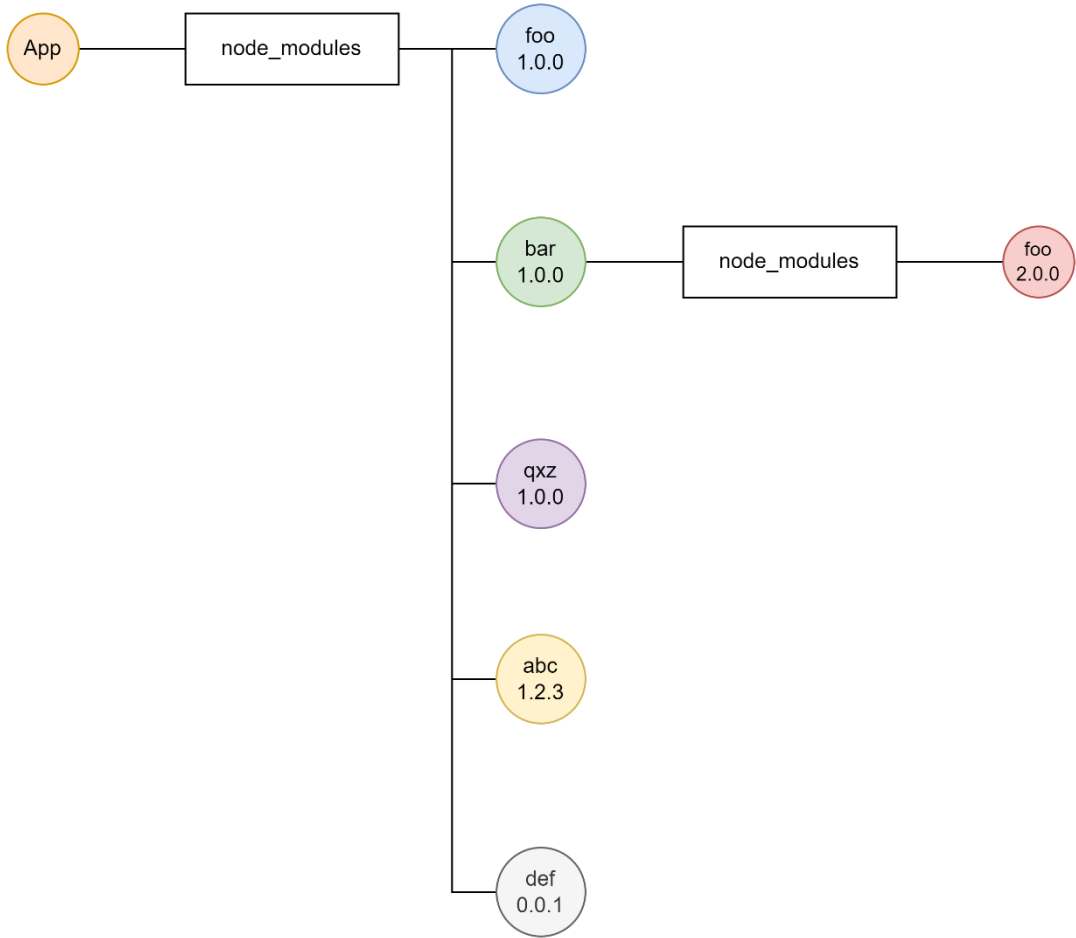 App
node_modules
foo
1.0.0
bar
1.0.0
node_modules
foo
2.0.0
qxz
1.0.0
abc
1.2.3
def
0.0.1